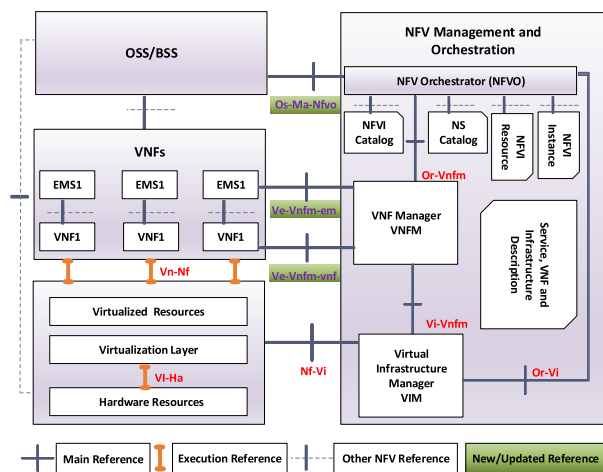 OSS/BSS
NFV Management and
Orchestration
NFV Orchestrator (NFVO)
Os-Ma-Nfvo
NFVI
Catalog
NS
Catalog
NFVI
Resource
NFVI
Instance
VNFs
EMS1
EMS1
EMS1
VNF1
VNF1
VNF1
Or-Vnfm
Ve-Vnfm-em
VNF Manager
VNFM
Ve-Vnfm-vnf
Service, VNF and
Infrastructure
Description
Vn-Nf
Virtualized Resources
Virtualization Layer
Vl-Ha
Hardware Resources
Vi-Vnfm
Nf-Vi
Virtual
Infrastructure
Manager
VIM
Or-Vi
Main Reference
Execution Reference
Other NFV Reference
New/Updated Reference